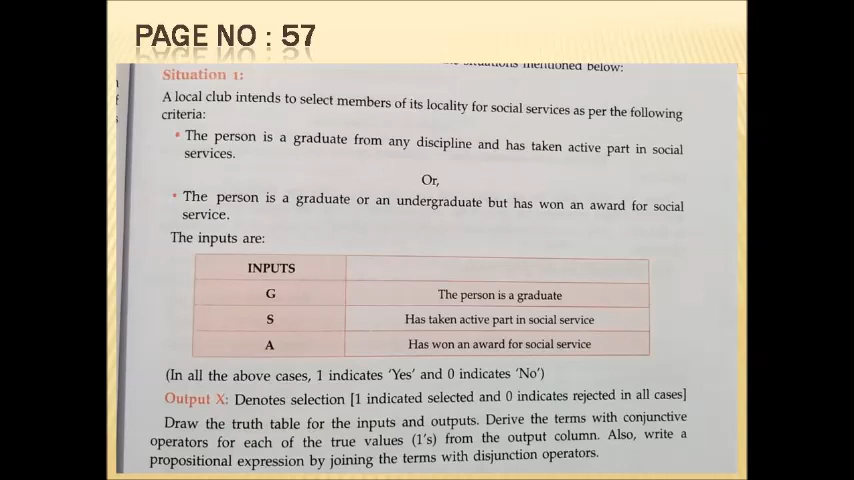 PAGE NO : 57
situations mentioned below:
Situation 1:
A local club intends to select members of its locality for social services as per the following
criteria:
• The person is a graduate from any discipline and has taken active part in social
services.
Or,
• The person is a graduate or an undergraduate but has won an award for social
service.
The inputs are:
INPUTS
G The person is a graduate
S Has taken active part in social service
A Has won an award for social service
(In all the above cases, 1 indicates 'Yes' and 0 indicates 'No')
Output X: Denotes selection [1 indicated selected and 0 indicates rejected in all cases]
Draw the truth table for the inputs and outputs. Derive the terms with conjunctive
operators for each of the true values (1's) from the output column. Also, write a
propositional expression by joining the terms with disjunction operators.